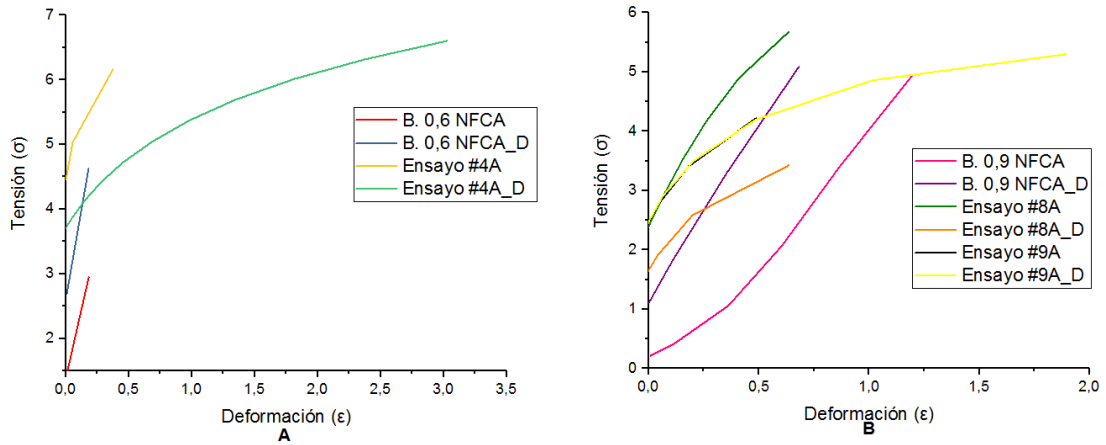 7
6
5
4
3
2
Tensión (σ)
B. 0,6 NFCA
B. 0,6 NFCA_D
Ensayo #4A
Ensayo #4A_D
0,0 0,5 1,0 1,5 2,0 2,5 3,0 3,5
Deformación (ε)
A
6
5
4
3
2
1
0
Tensión (σ)
B. 0,9 NFCA
B. 0,9 NFCA_D
Ensayo #8A
Ensayo #8A_D
Ensayo #9A
Ensayo #9A_D
0,0 0,5 1,0 1,5 2,0
Deformación (ε)
B